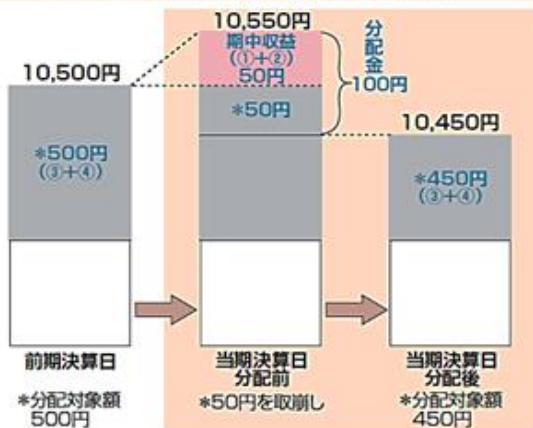 10,500円
*500円
(③+④)
前期決算日
*分配対象額
500円
10,550円
期中収益
(①+②)
50円
*50円
分配金
100円
当期決算日
分配前
*50円を取崩し
10,450円
*450円
(③+④)
当期決算日
分配後
*分配対象額
450円